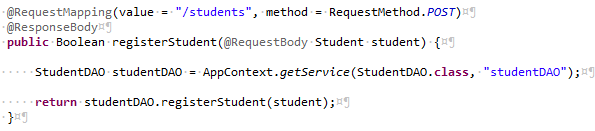 @RequestMapping(value = "/students", method = RequestMethod.POST)¤¶
@ResponseBody¤¶
public Boolean registerStudent(@RequestBody Student student) {¤¶
¤¶
StudentDAO studentDAO = AppContext.getService(StudentDAO.class, "studentDAO");¤¶
¤¶
return studentDAO.registerStudent(student);¤¶
}¤¶